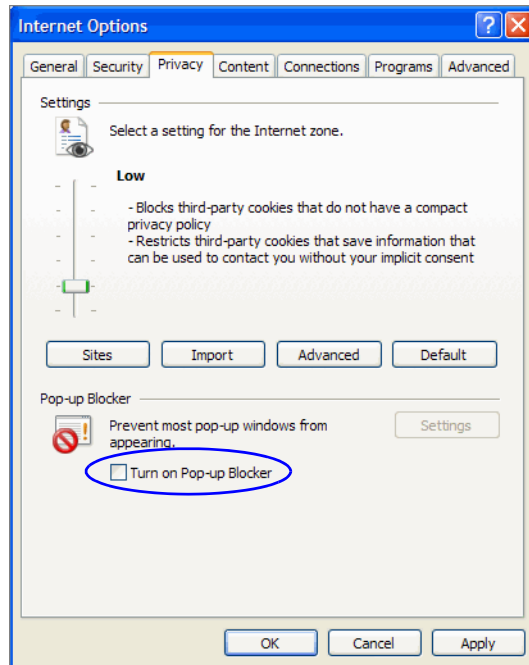 Internet Options
General Security Privacy Content Connections Programs Advanced
Settings
Select a setting for the Internet zone.
Low
- Blocks third-party cookies that do not have a compact
privacy policy
- Restricts third-party cookies that save information that
can be used to contact you without your implicit consent
Sites Import Advanced Default
Pop-up Blocker
Prevent most pop-up windows from
appearing.
Settings
Turn on Pop-up Blocker
OK Cancel Apply